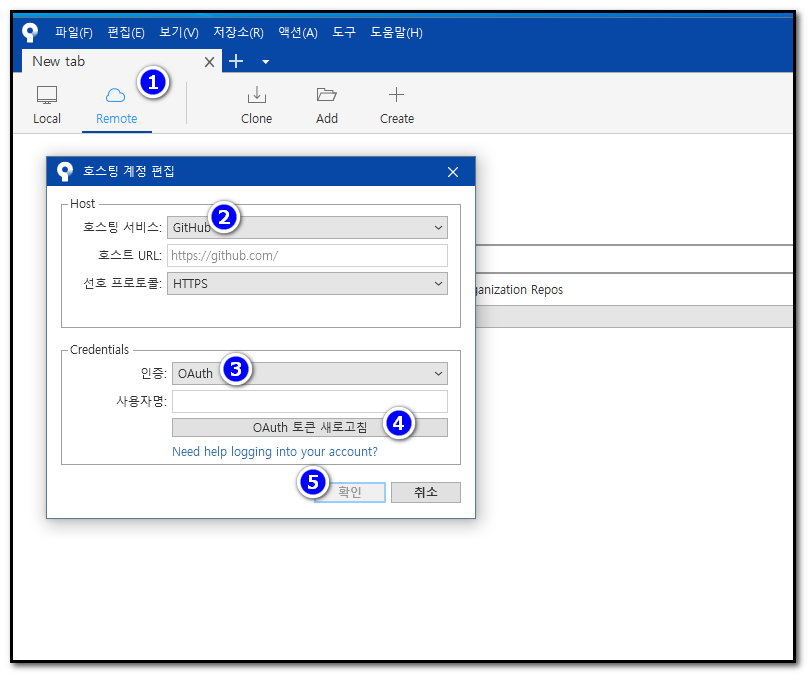 파일(F) 편집(E) 보기(V) 저장소(R) 액션(A) 도구 도움말(H)
New tab
1
Local Remote Clone Add Create
호스팅 계정 편집
Host
호스팅 서비스: GitHub 2
호스트 URL: https://github.com/
선호 프로토콜: HTTPS
ganization Repos
Credentials
인증: OAuth 3
사용자명:
OAuth 토큰 새로고침 4
Need help logging into your account?
5 확인 취소